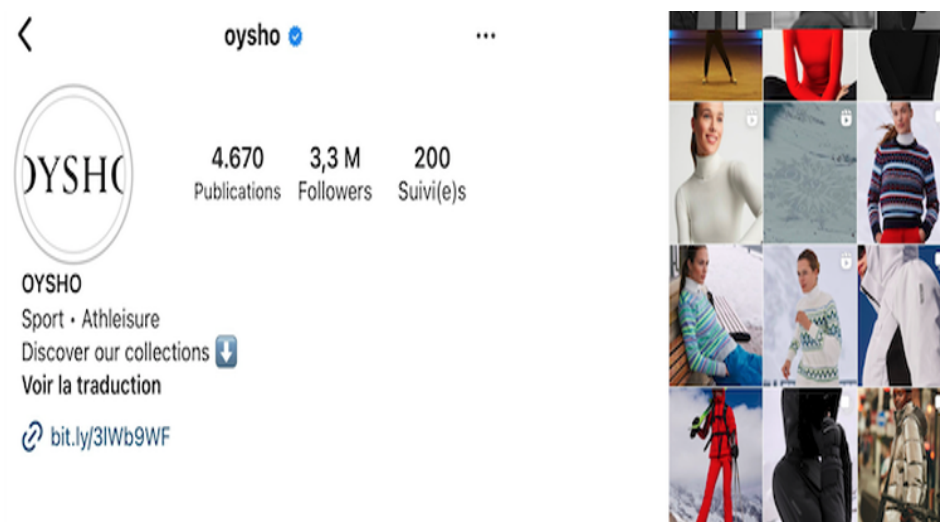 oysho
OYSHO
4.670 3,3 M 200
Publications Followers Suivi(e)s
OYSHO
Sport • Athleisure
Discover our collections ⬇️
Voir la traduction
bit.ly/3lWb9WF